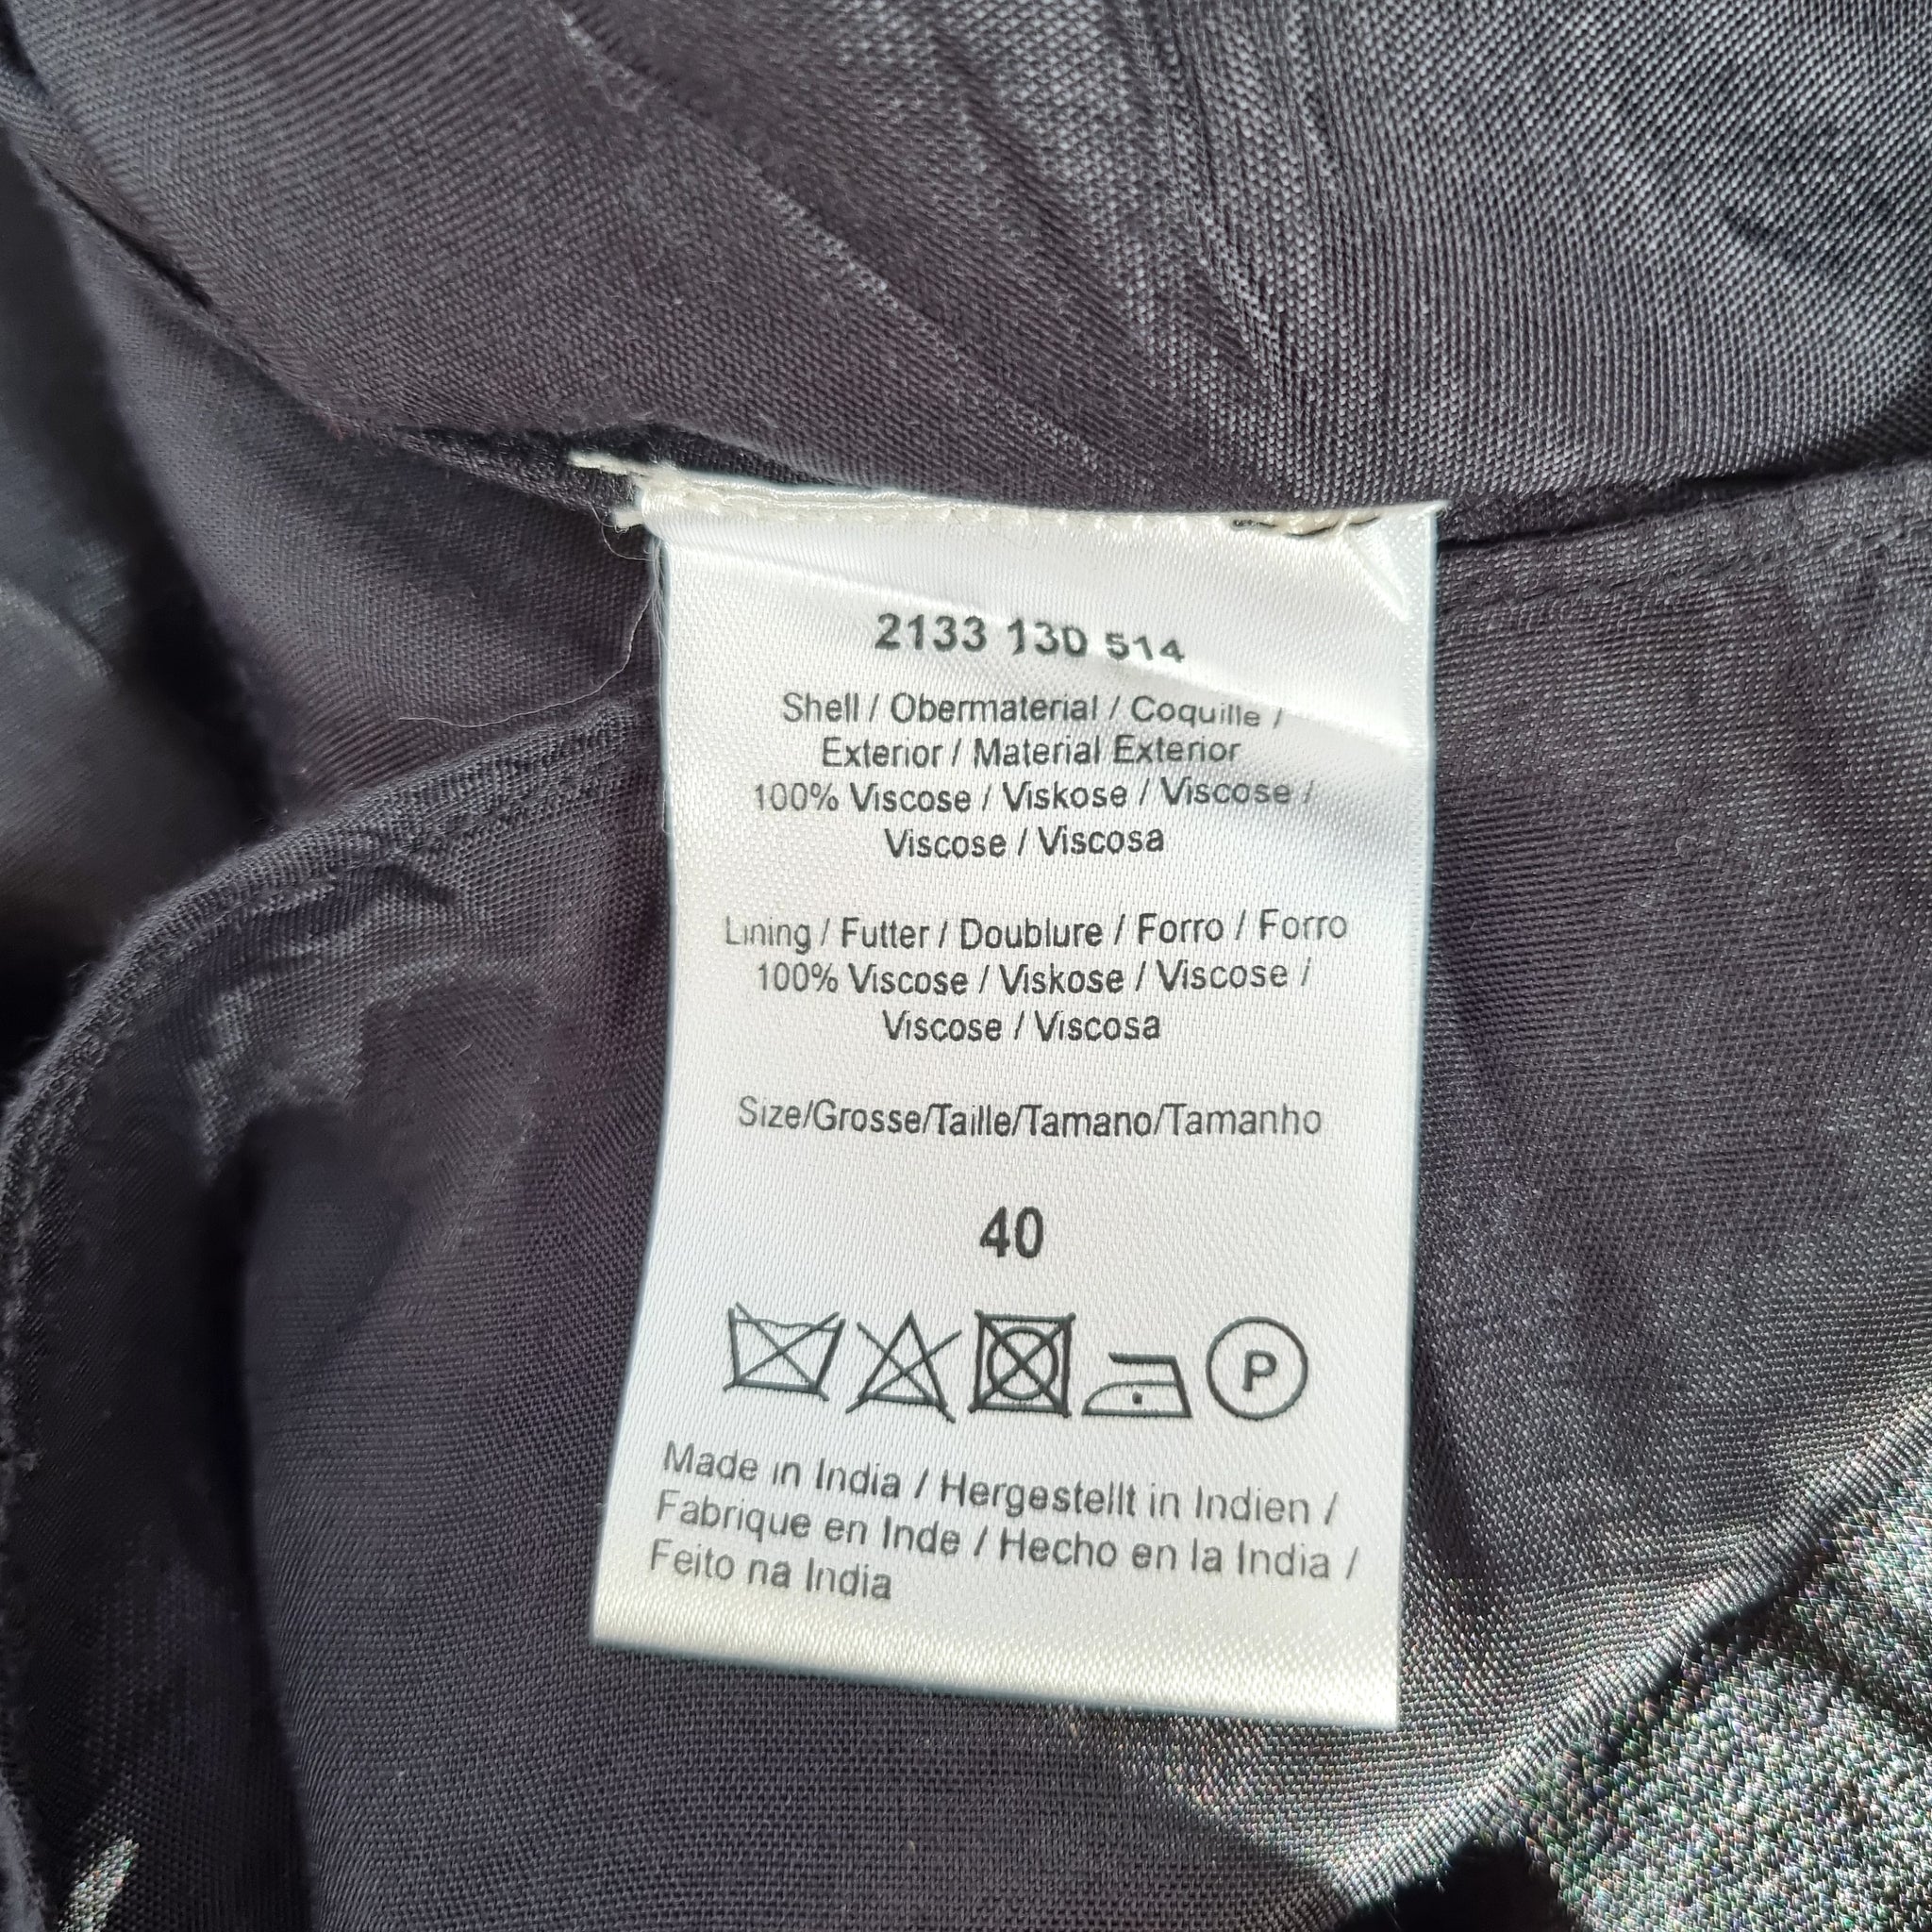 2133 130 514
Shell / Obermaterial / Coquille /
Exterior / Material Exterior
100% Viscose / Viskose / Viscose /
Viscose / Viscosa
Lining / Futter / Doublure / Forro / Forro
100% Viscose / Viskose / Viscose /
Viscose / Viscosa
Size/Grosse/Taille/Tamano/Tamanho
40
P
Made in India / Hergestellt in Indien /
Fabrique en Inde / Hecho en la India /
Feito na India